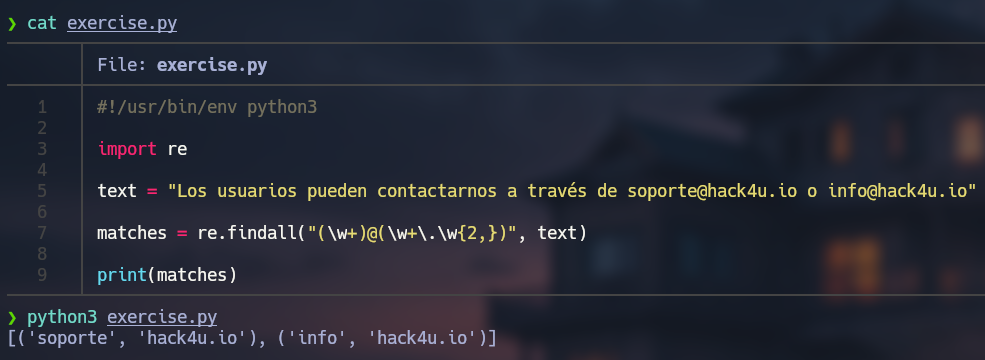 ❯ cat exercise.py
File: exercise.py
1 #!/usr/bin/env python3
2
3 import re
4
5 text = "Los usuarios pueden contactarnos a través de soporte@hack4u.io o info@hack4u.io"
6
7 matches = re.findall("(\w+)@(\w+\.\w{2,})", text)
8
9 print(matches)
❯ python3 exercise.py
[('soporte', 'hack4u.io'), ('info', 'hack4u.io')]